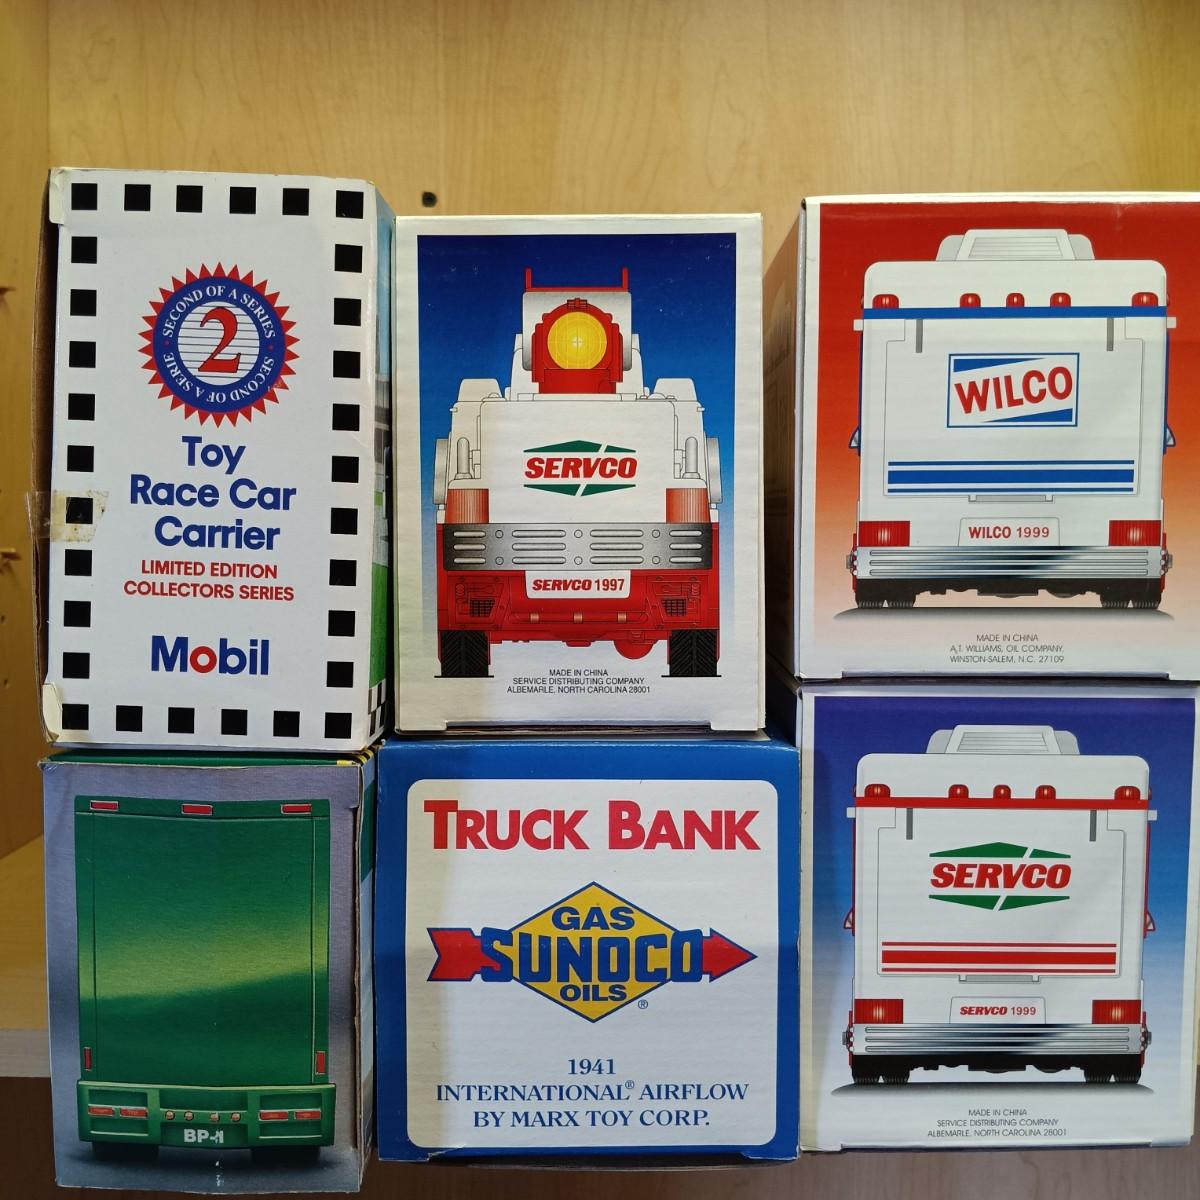 SECOND OF A SERIES • SECOND OF A SERIE •
2
Toy
Race Car
Carrier
LIMITED EDITION
COLLECTORS SERIES
Mobil
SERVCO
SERVCO 1997
MADE IN CHINA
SERVICE DISTRIBUTING COMPANY
ALBEMARLE, NORTH CAROLINA 28001
WILCO
WILCO 1999
MADE IN CHINA
A.T. WILLIAMS, OIL COMPANY,
WINSTON-SALEM, N.C. 27109
BP-1
TRUCK BANK
GAS
SUNOCO
OILS ®
1941
INTERNATIONAL® AIRFLOW
BY MARX TOY CORP.
SERVCO
SERVCO 1999
MADE IN CHINA
SERVICE DISTRIBUTING COMPANY
ALBEMARLE, NORTH CAROLINA 28001